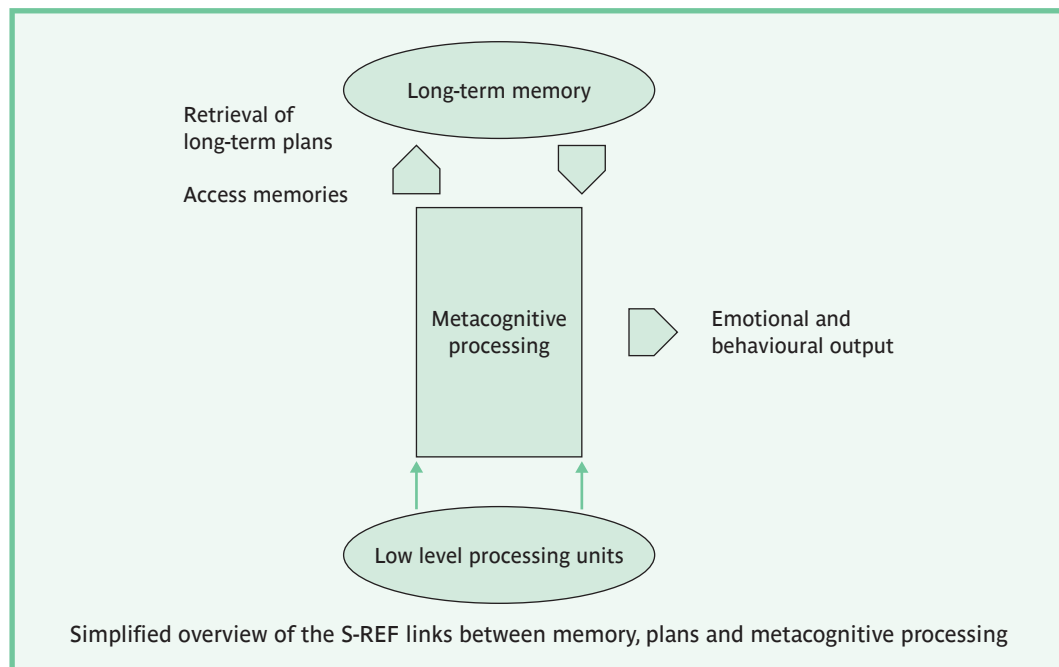 Long-term memory
Retrieval of
long-term plans
Access memories
Metacognitive
processing
Emotional and
behavioural output
Low level processing units
Simplified overview of the S-REF links between memory, plans and metacognitive processing